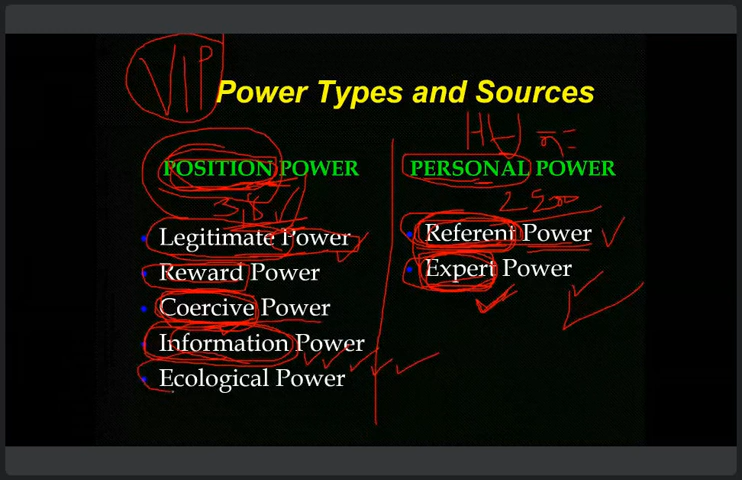 VIP
Power Types and Sources
POSITION POWER
Legitimate Power
Reward Power
Coercive Power
Information Power
Ecological Power
PERSONAL POWER
Referent Power
Expert Power